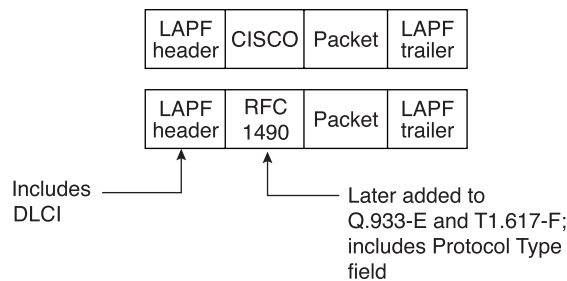 LAPF header CISCO Packet LAPF trailer
LAPF header RFC 1490 Packet LAPF trailer
Includes
DLCI
Later added to
Q.933-E and T1.617-F;
includes Protocol Type
field